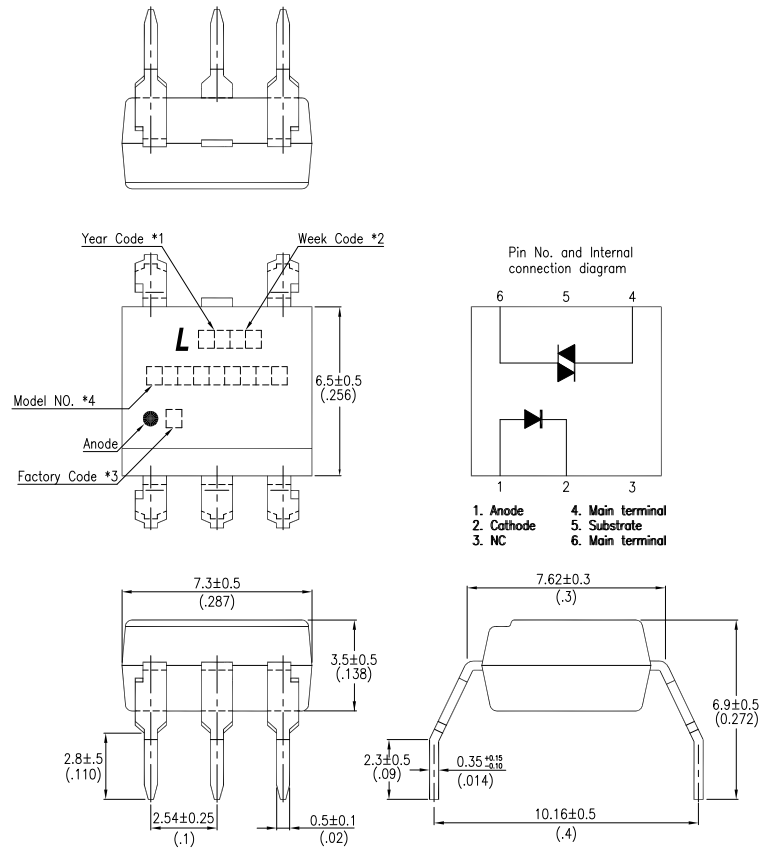 Year Code *1
Week Code *2
L
Model NO. *4
Anode
Factory Code *3
6.5±0.5
(.256)
Pin No. and Internal
connection diagram
6 5 4
1 2 3
1. Anode 4. Main terminal
2. Cathode 5. Substrate
3. NC 6. Main terminal
7.3±0.5
(.287)
3.5±0.5
(.138)
2.8±.5
(.110)
2.54±0.25
(.1)
0.5±0.1
(.02)
7.62±0.3
(.3)
6.9±0.5
(0.272)
2.3±0.5
(.09)
0.35 +0.15 -0.10
(.014)
10.16±0.5
(.4)